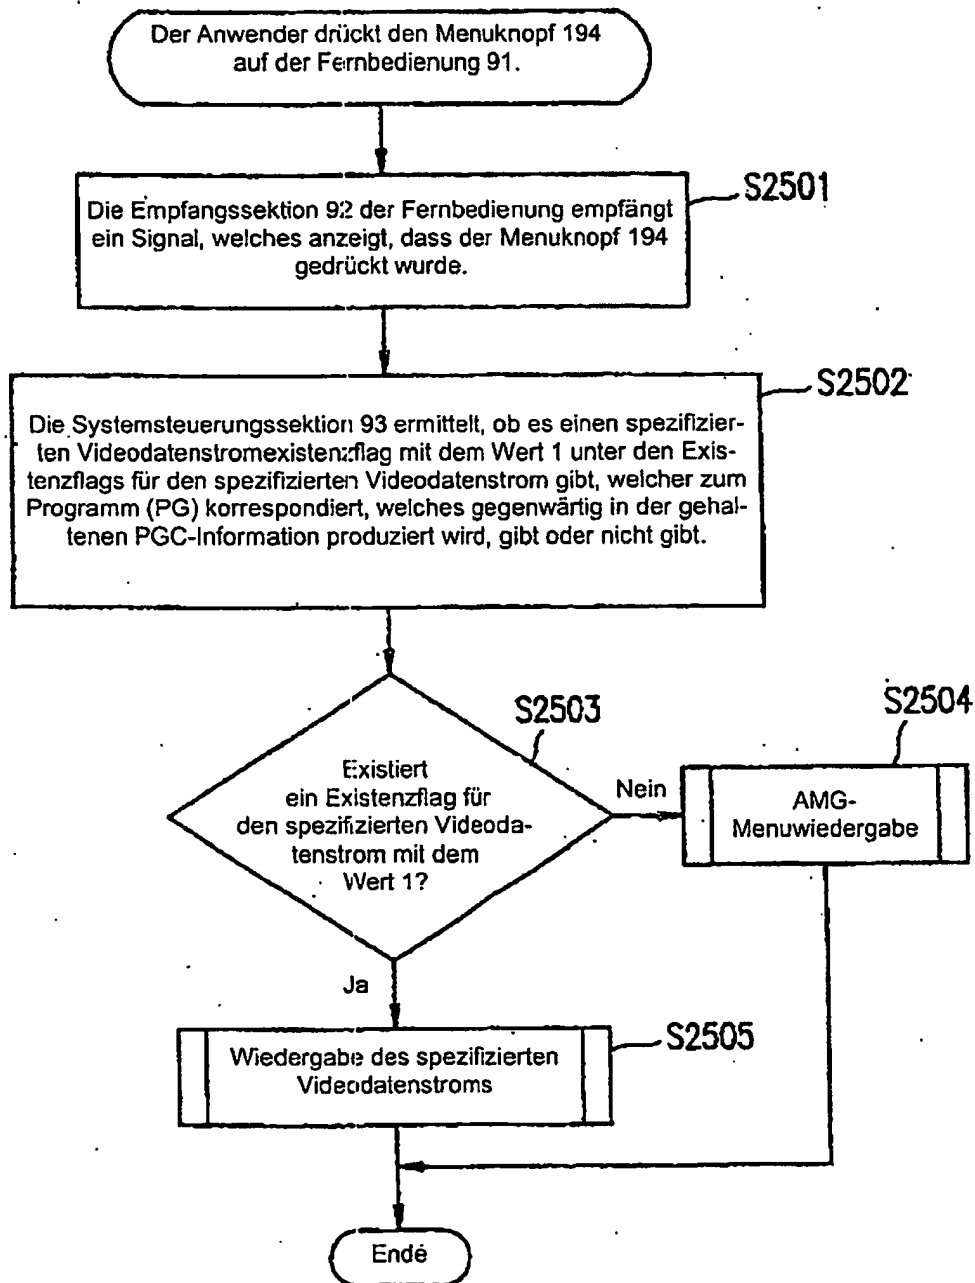 Der Anwender drückt den Menuknopf 194
auf der Fernbedienung 91.
S2501
Die Empfangssektion 92 der Fernbedienung empfängt
ein Signal, welches anzeigt, dass der Menuknopf 194
gedrückt wurde.
S2502
Die Systemsteuerungssektion 93 ermittelt, ob es einen spezifizier-
ten Videodatenstromexistenzflag mit dem Wert 1 unter den Exis-
tenzflags für den spezifizierten Videodatenstrom gibt, welcher zum
Programm (PG) korrespondiert, welches gegenwärtig in der gehal-
tenen PGC-Information produziert wird, gibt oder nicht gibt.
S2503
Existiert
ein Existenzflag für
den spezifizierten Videoda-
tenstrom mit dem
Wert 1?
Nein
S2504
AMG-
Menuwiedergabe
Ja
S2505
Wiedergabe des spezifizierten
Videodatenstroms
Ende